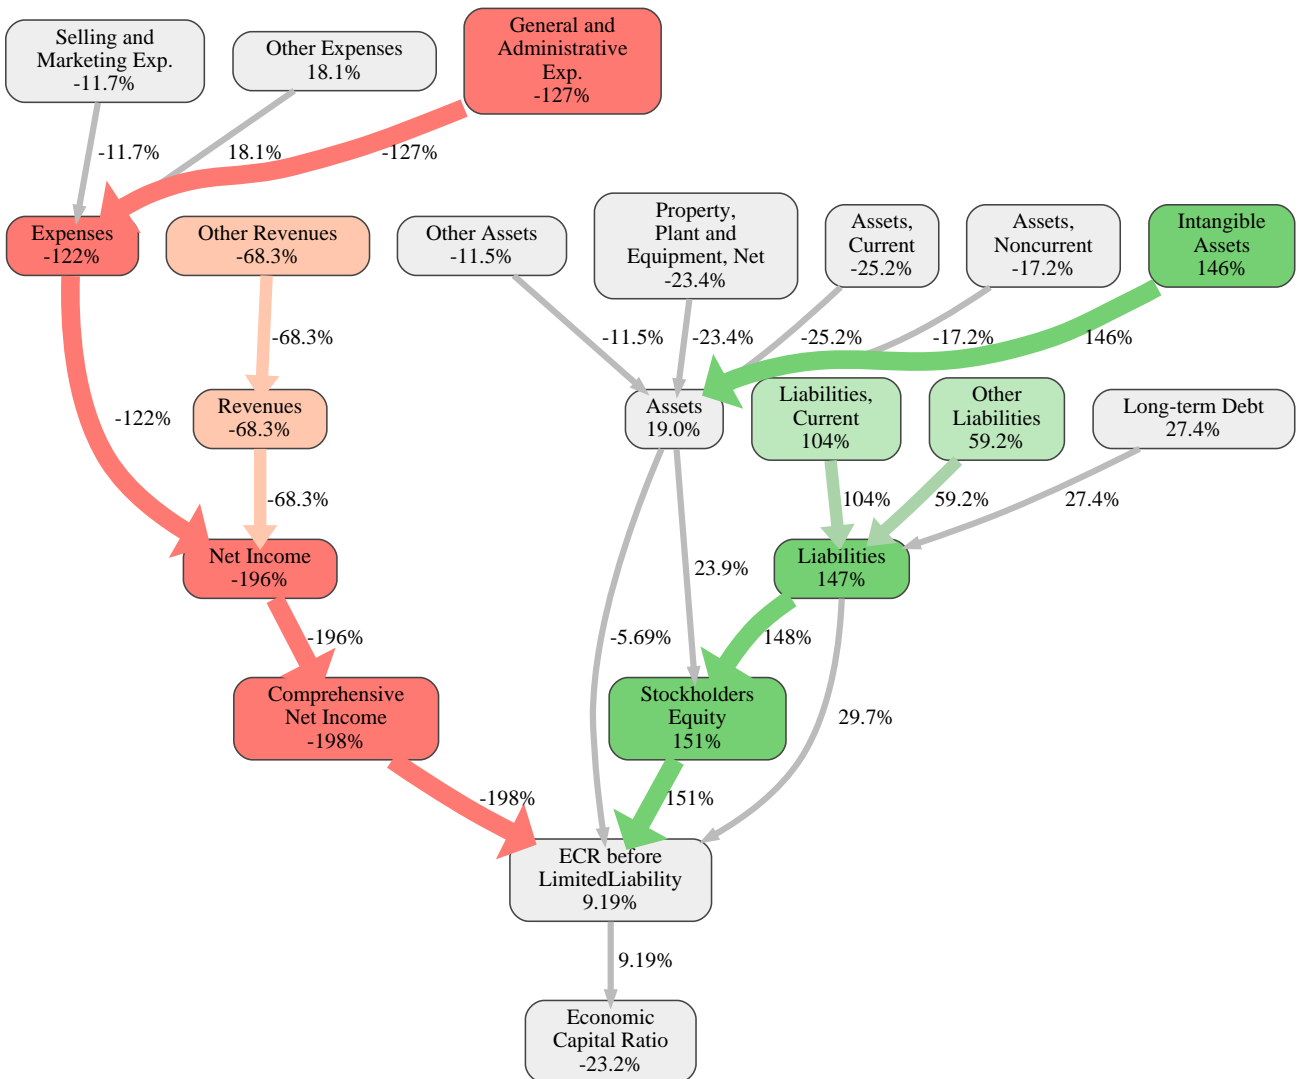 Selling and
Marketing Exp.
-11.7%
Other Expenses
18.1%
General and
Administrative
Exp.
-127%
-11.7%
18.1%
-127%
Expenses
-122%
Other Revenues
-68.3%
Other Assets
-11.5%
Property,
Plant and
Equipment, Net
-23.4%
Assets,
Current
-25.2%
Assets,
Noncurrent
-17.2%
Intangible
Assets
146%
-68.3%
-11.5%
-23.4%
-25.2%
-17.2%
146%
-122%
Revenues
-68.3%
Assets
19.0%
Liabilities,
Current
104%
Other
Liabilities
59.2%
Long-term Debt
27.4%
-68.3%
104%
59.2%
27.4%
Net Income
-196%
23.9%
Liabilities
147%
-196%
-5.69%
148%
Comprehensive
Net Income
-198%
Stockholders
Equity
151%
29.7%
-198%
151%
ECR before
LimitedLiability
9.19%
9.19%
Economic
Capital Ratio
-23.2%